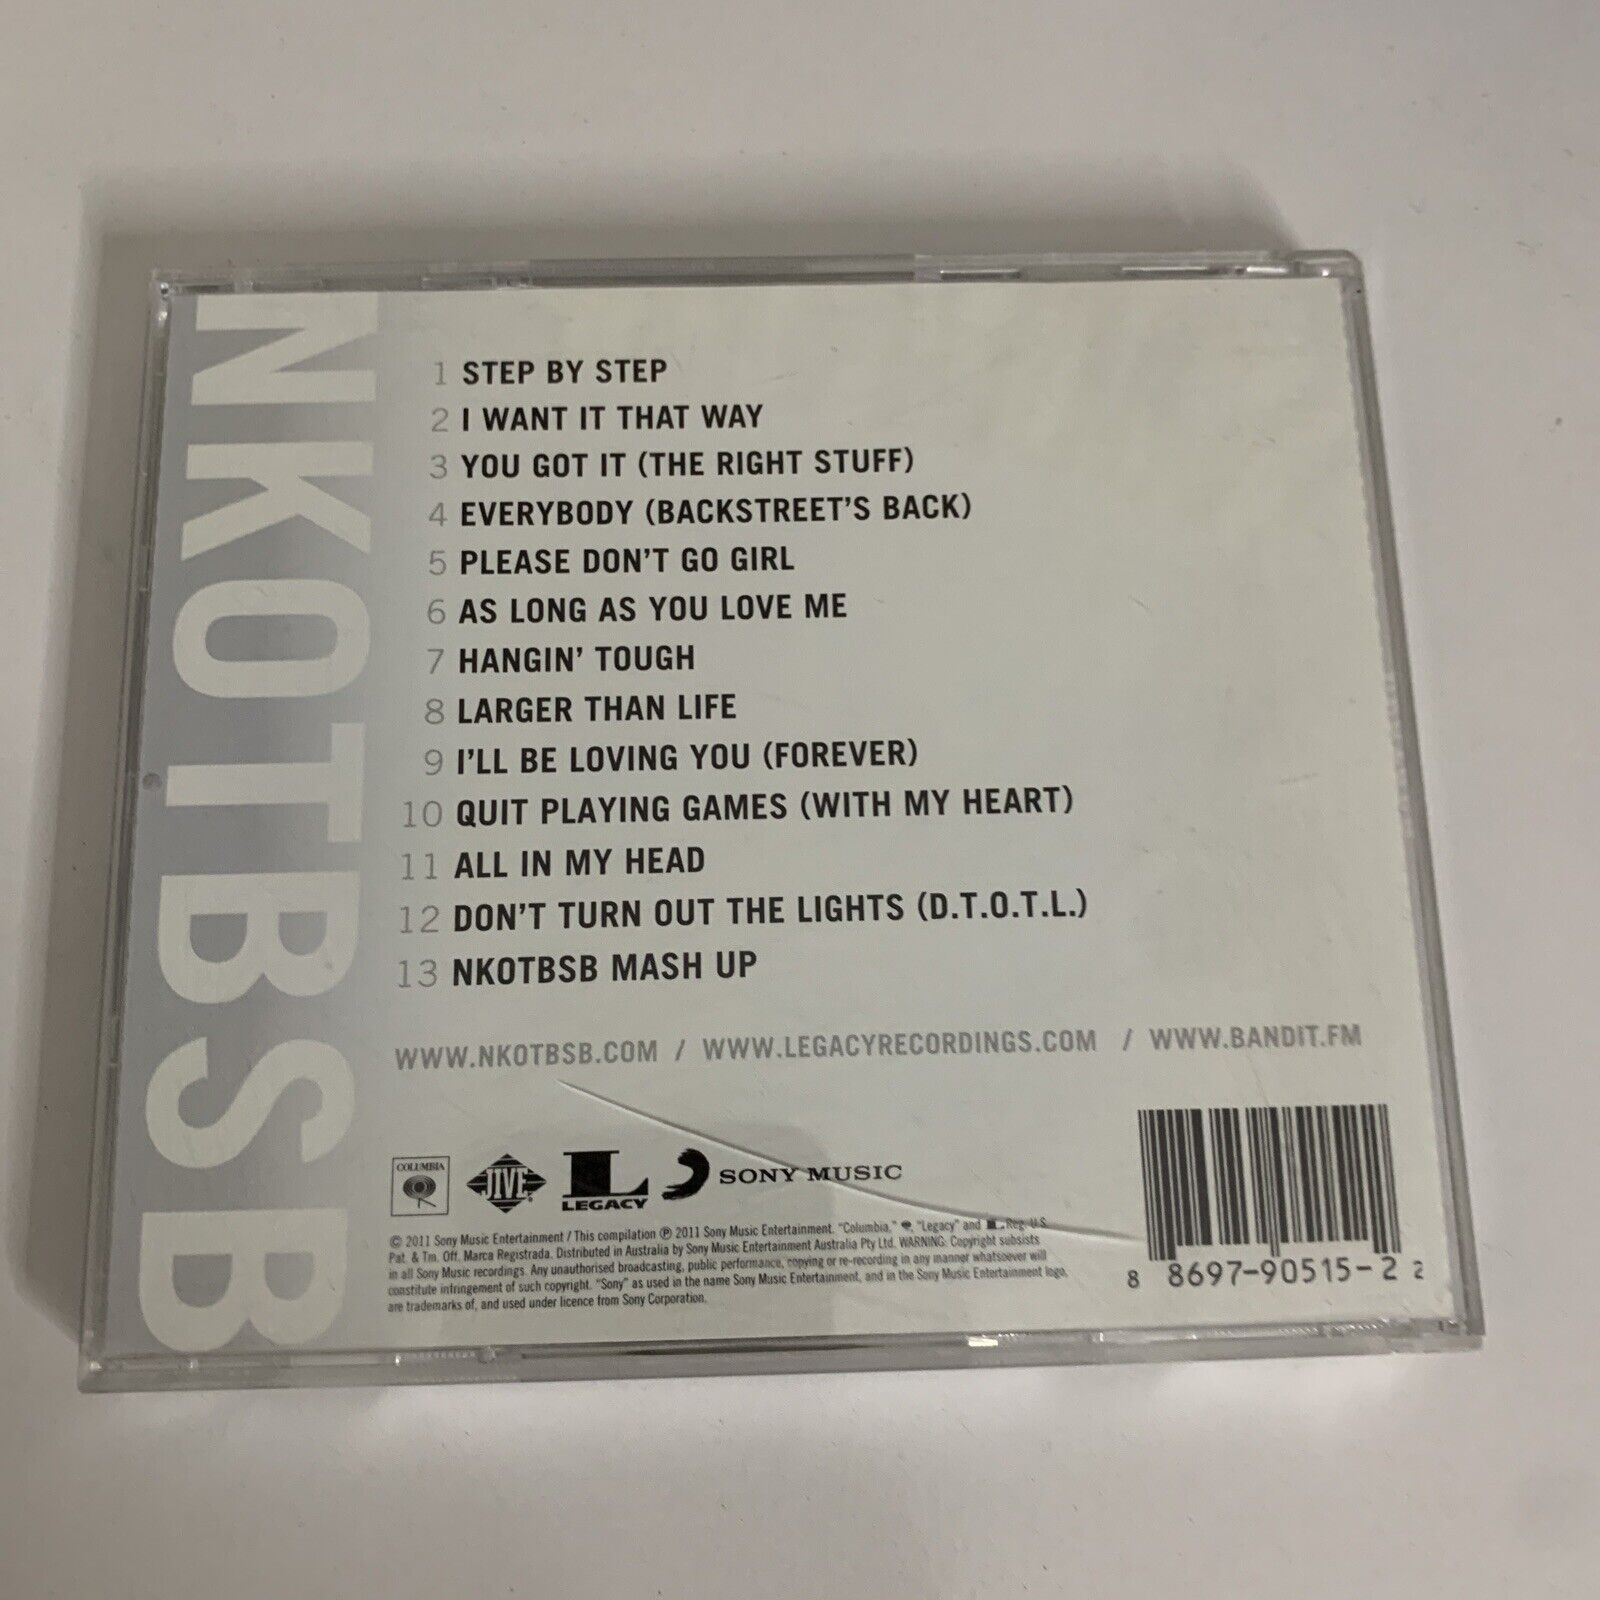 NKOTBSB
1 STEP BY STEP
2 I WANT IT THAT WAY
3 YOU GOT IT (THE RIGHT STUFF)
4 EVERYBODY (BACKSTREET'S BACK)
5 PLEASE DON'T GO GIRL
6 AS LONG AS YOU LOVE ME
7 HANGIN' TOUGH
8 LARGER THAN LIFE
9 I'LL BE LOVING YOU (FOREVER)
10 QUIT PLAYING GAMES (WITH MY HEART)
11 ALL IN MY HEAD
12 DON'T TURN OUT THE LIGHTS (D.T.O.T.L.)
13 NKOTBSB MASH UP
WWW.NKOTBSB.COM / WWW.LEGACYRECORDINGS.COM / WWW.BANDIT.FM
COLUMBIA
JIVE
L
LEGACY
SONY MUSIC
© 2011 Sony Music Entertainment / This compilation ℗ 2011 Sony Music Entertainment. "Columbia," , "Legacy" and Reg. U.S.
Pat. & Tm. Off. Marca Registrada. Distributed in Australia by Sony Music Entertainment Australia Pty Ltd. WARNING: Copyright subsists
in all Sony Music recordings. Any unauthorised broadcasting, public performance, copying or re-recording in any manner whatsoever will
constitute infringement of such copyright. "Sony" as used in the name Sony Music Entertainment, and in the Sony Music Entertainment logo,
are trademarks of, and used under licence from Sony Corporation.
8 8697-90515-2 2